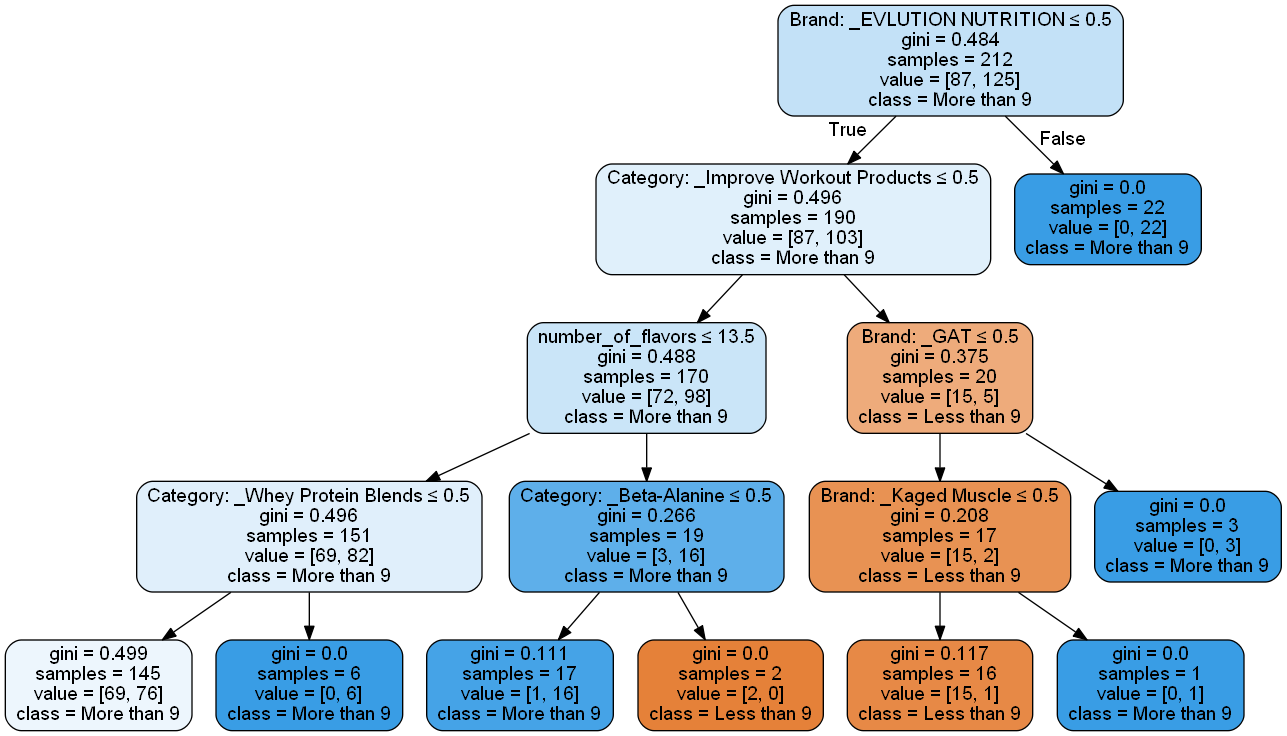 Brand: _EVLUTION NUTRITION ≤ 0.5
gini = 0.484
samples = 212
value = [87, 125]
class = More than 9
True
False
Category: _Improve Workout Products ≤ 0.5
gini = 0.496
samples = 190
value = [87, 103]
class = More than 9
gini = 0.0
samples = 22
value = [0, 22]
class = More than 9
number_of_flavors ≤ 13.5
gini = 0.488
samples = 170
value = [72, 98]
class = More than 9
Brand: _GAT ≤ 0.5
gini = 0.375
samples = 20
value = [15, 5]
class = Less than 9
Category: _Whey Protein Blends ≤ 0.5
gini = 0.496
samples = 151
value = [69, 82]
class = More than 9
Category: _Beta-Alanine ≤ 0.5
gini = 0.266
samples = 19
value = [3, 16]
class = More than 9
Brand: _Kaged Muscle ≤ 0.5
gini = 0.208
samples = 17
value = [15, 2]
class = Less than 9
gini = 0.0
samples = 3
value = [0, 3]
class = More than 9
gini = 0.499
samples = 145
value = [69, 76]
class = More than 9
gini = 0.0
samples = 6
value = [0, 6]
class = More than 9
gini = 0.111
samples = 17
value = [1, 16]
class = More than 9
gini = 0.0
samples = 2
value = [2, 0]
class = Less than 9
gini = 0.117
samples = 16
value = [15, 1]
class = Less than 9
gini = 0.0
samples = 1
value = [0, 1]
class = More than 9